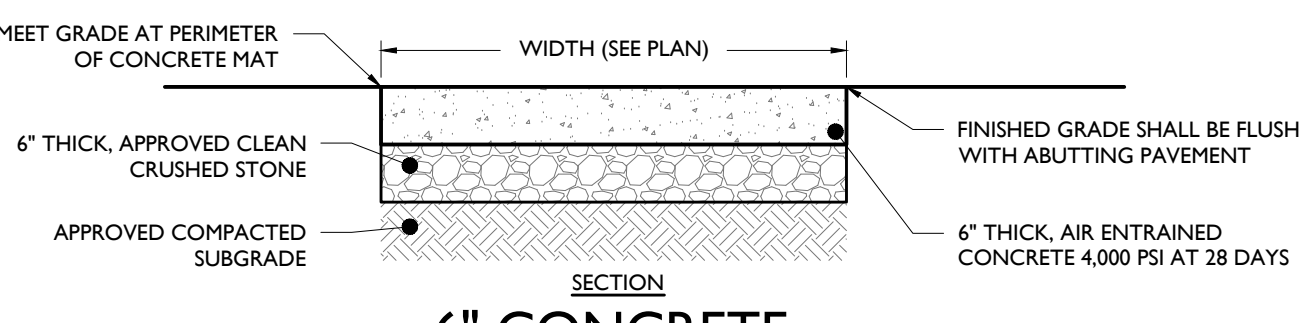 MEET GRADE AT PERIMETER
OF CONCRETE MAT
WIDTH (SEE PLAN)
6" THICK, APPROVED CLEAN
CRUSHED STONE
FINISHED GRADE SHALL BE FLUSH
WITH ABUTTING PAVEMENT
APPROVED COMPACTED
SUBGRADE
6" THICK, AIR ENTRAINED
CONCRETE 4,000 PSI AT 28 DAYS
SECTION
6" CONCRETE